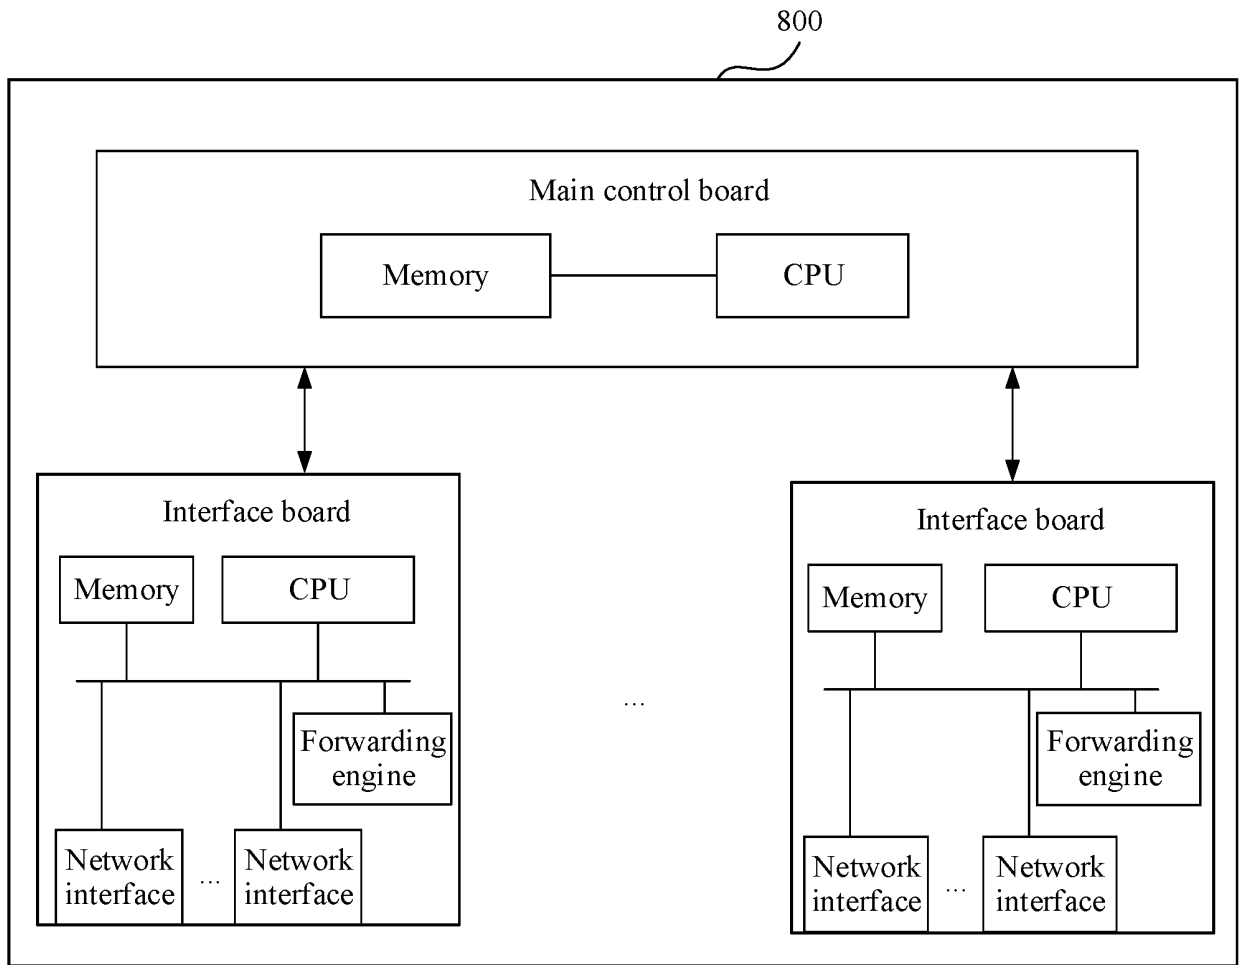 800
Main control board
Memory
CPU
Interface board
Memory
CPU
Forwarding
engine
Network
interface
...
Network
interface
...
Interface board
Memory
CPU
Forwarding
engine
Network
interface
...
Network
interface